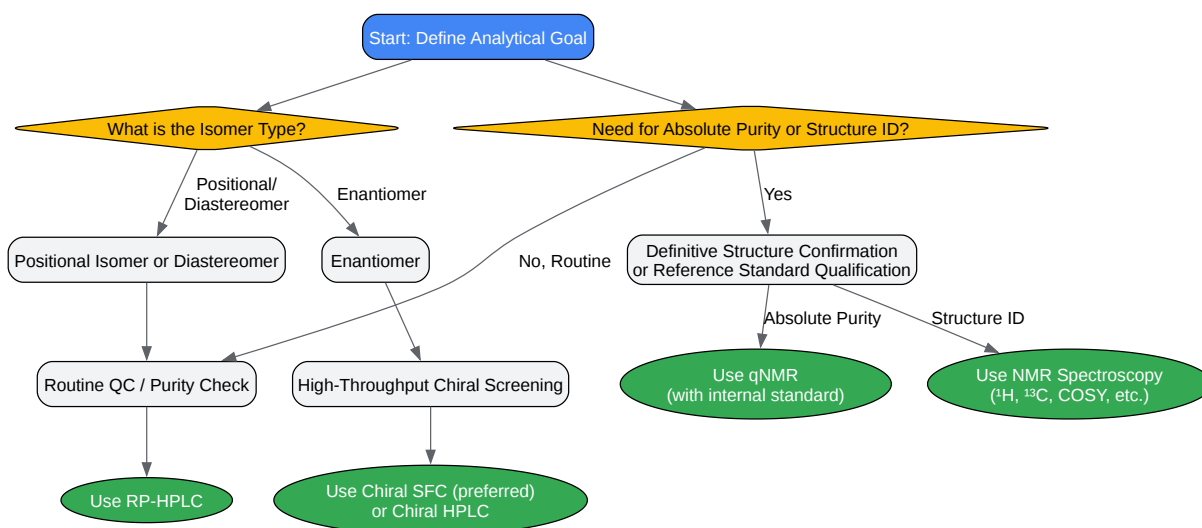 Start: Define Analytical Goal
What is the Isomer Type?
Need for Absolute Purity or Structure ID?
Positional/
Diastereomer
Enantiomer
Yes
Positional Isomer or Diastereomer
Enantiomer
No, Routine
Definitive Structure Confirmation
or Reference Standard Qualification
Absolute Purity
Structure ID
Routine QC / Purity Check
High-Throughput Chiral Screening
Use qNMR
(with internal standard)
Use NMR Spectroscopy
(¹H, ¹³C, COSY, etc.)
Use RP-HPLC
Use Chiral SFC (preferred)
or Chiral HPLC